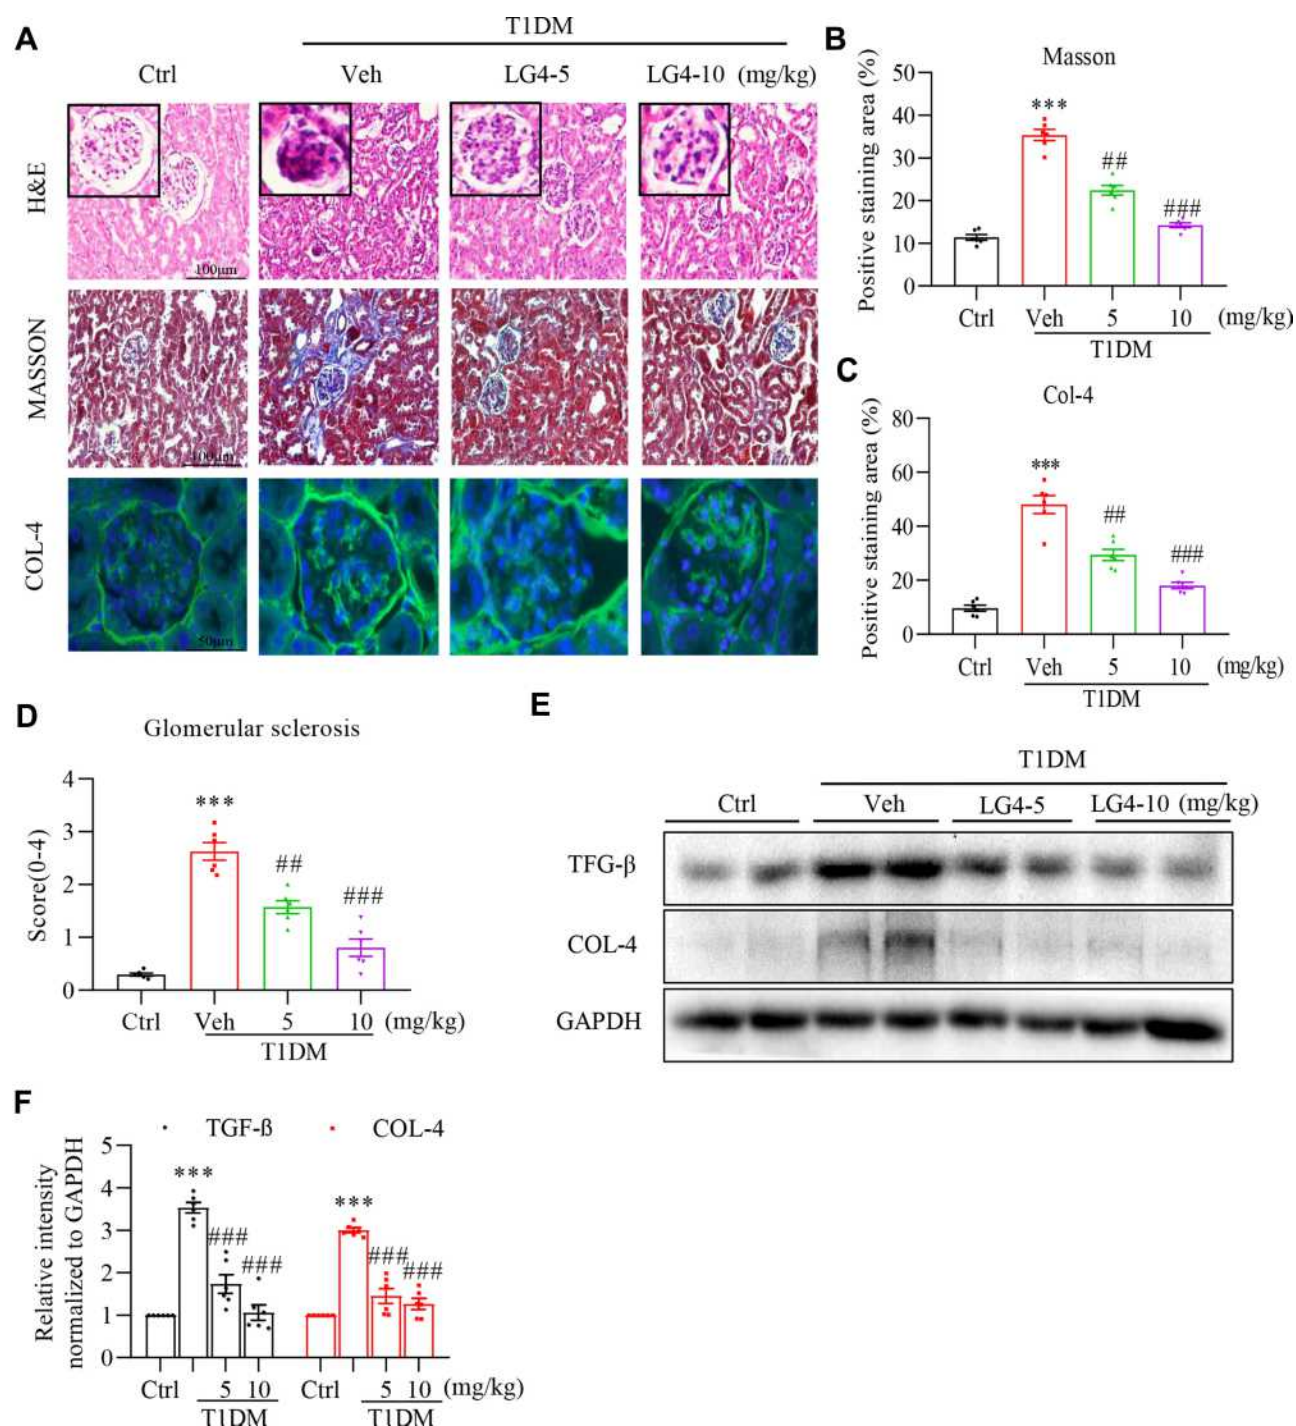 A
T1DM
Ctrl Veh LG4-5 LG4-10 (mg/kg)
H&E
100μm
MASSON
100μm
COL-4
50μm
B
Masson
Positive staining area (%)
50
40
30
20
10
0
***
##
###
Ctrl Veh 5 10 (mg/kg)
T1DM
C
Col-4
Positive staining area (%)
80
60
40
20
0
***
##
###
Ctrl Veh 5 10 (mg/kg)
T1DM
D
Glomerular sclerosis
Score(0-4)
4
3
2
1
0
***
##
###
Ctrl Veh 5 10 (mg/kg)
T1DM
E
T1DM
Ctrl Veh LG4-5 LG4-10 (mg/kg)
TFG-β
COL-4
GAPDH
F
TGF-ß COL-4
Relative intensity
normalized to GAPDH
5
4
3
2
1
0
***
###
###
***
###
###
Ctrl 5 10 Ctrl 5 10 (mg/kg)
T1DM T1DM